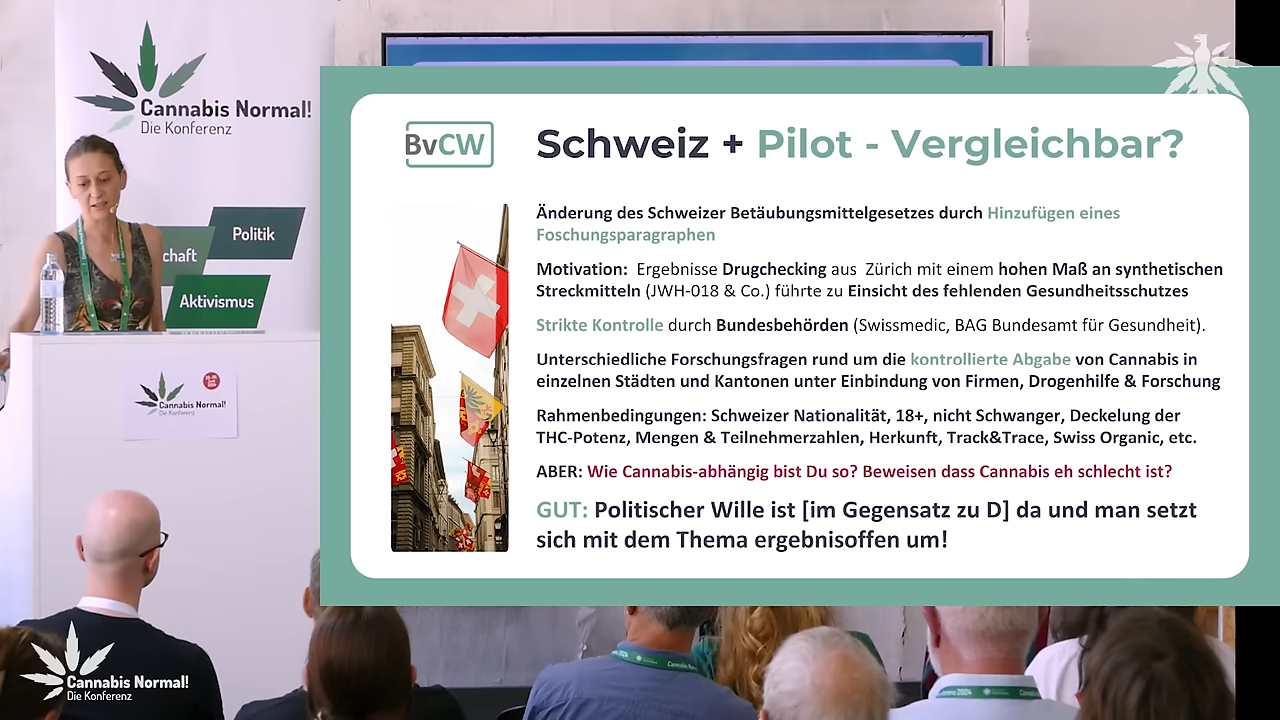 Cannabis Normal!
Die Konferenz
Politik
chaft
Aktivismus
Cannabis Normal!
Die Konferenz
BvCW
Schweiz + Pilot - Vergleichbar?
Änderung des Schweizer Betäubungsmittelgesetzes durch Hinzufügen eines
Foschungsparagraphen
Motivation: Ergebnisse Drugchecking aus Zürich mit einem hohen Maß an synthetischen
Streckmitteln (JWH-018 & Co.) führte zu Einsicht des fehlenden Gesundheitsschutzes
Strikte Kontrolle durch Bundesbehörden (Swissmedic, BAG Bundesamt für Gesundheit).
Unterschiedliche Forschungsfragen rund um die kontrollierte Abgabe von Cannabis in
einzelnen Städten und Kantonen unter Einbindung von Firmen, Drogenhilfe & Forschung
Rahmenbedingungen: Schweizer Nationalität, 18+, nicht Schwanger, Deckelung der
THC-Potenz, Mengen & Teilnehmerzahlen, Herkunft, Track&Trace, Swiss Organic, etc.
ABER: Wie Cannabis-abhängig bist Du so? Beweisen dass Cannabis eh schlecht ist?
GUT: Politischer Wille ist [im Gegensatz zu D] da und man setzt
sich mit dem Thema ergebnisoffen um!
Cannabis Normal!
Die Konferenz